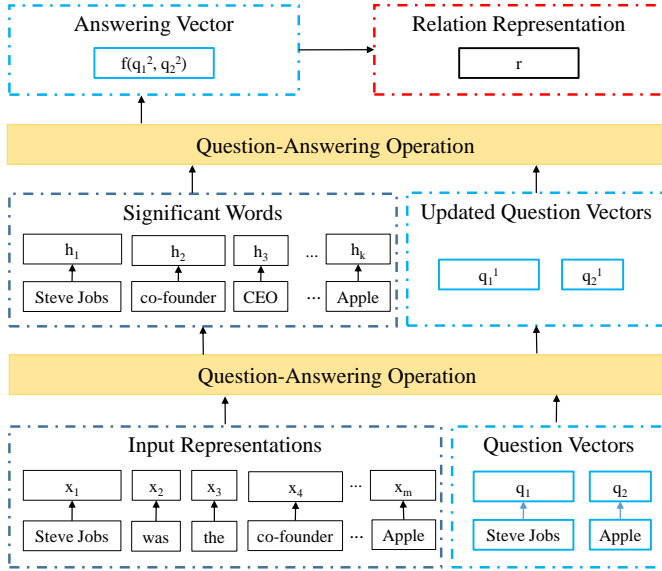 Answering Vector
Relation Representation
f(q₁², q₂²)
r
Question-Answering Operation
Significant Words
Updated Question Vectors
h₁ h₂ h₃ ... hₖ
q₁¹ q₂¹
Steve Jobs co-founder CEO ... Apple
Question-Answering Operation
Input Representations
Question Vectors
x₁ x₂ x₃ x₄ ... xₘ
q₁ q₂
Steve Jobs was the co-founder ... Apple
Steve Jobs Apple